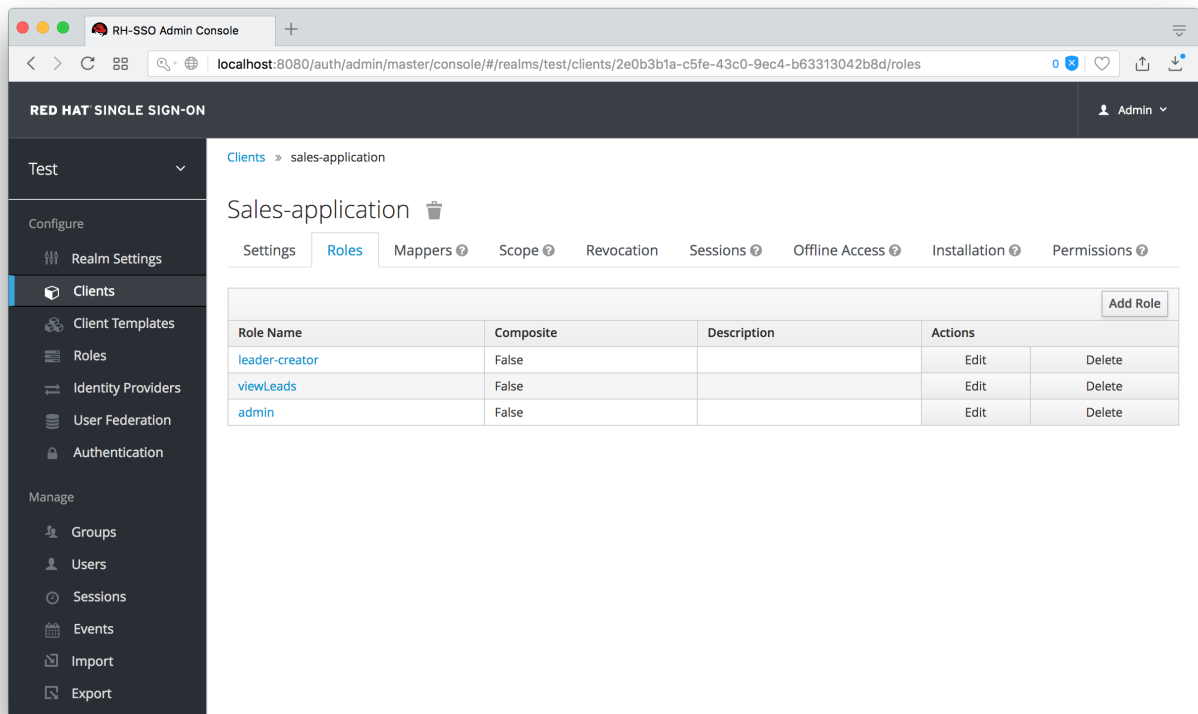 RH-SSO Admin Console
localhost:8080/auth/admin/master/console/#/realms/test/clients/2e0b3b1a-c5fe-43c0-9ec4-b63313042b8d/roles 0
RED HAT SINGLE SIGN-ON Admin
Test
Configure
Realm Settings
Clients
Client Templates
Roles
Identity Providers
User Federation
Authentication
Manage
Groups
Users
Sessions
Events
Import
Export
Clients » sales-application
Sales-application
Settings Roles Mappers ? Scope ? Revocation Sessions ? Offline Access ? Installation ? Permissions ?
Add Role
Role Name Composite Description Actions
leader-creator False Edit Delete
viewLeads False Edit Delete
admin False Edit Delete